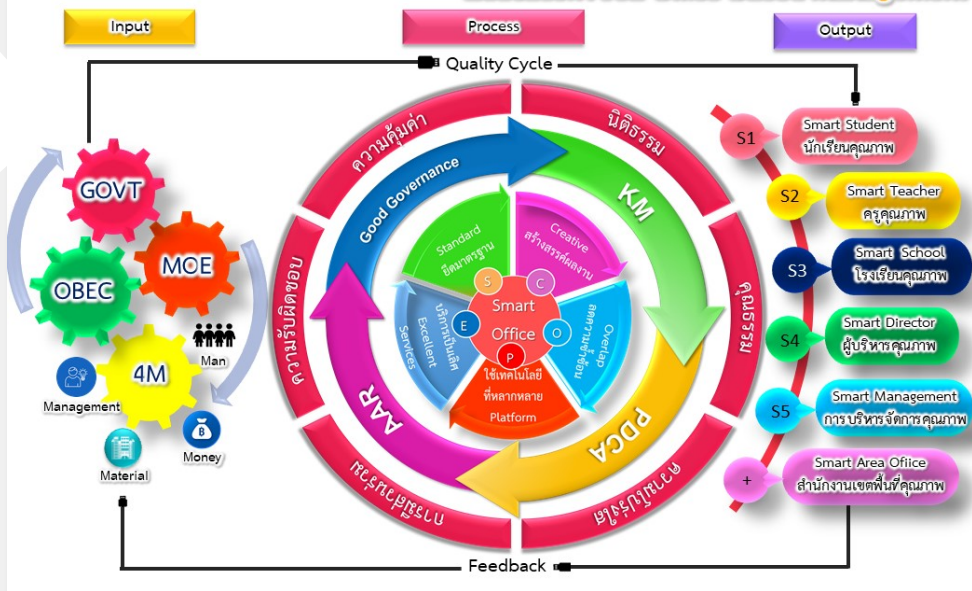 Input
Process
Output
Quality Cycle
GOVT
MOE
OBEC
4M
Man
Management
Material
Money
ความคุ้มค่า
นิติธรรม
คุณธรรม
ความโปร่งใส
การมีส่วนร่วม
ความรับผิดชอบ
Good Governance
KM
PDCA
AAR
Standard
ยึดมาตรฐาน
Creative
สร้างสรรค์ผลงาน
Overlap
ลดความซ้ำซ้อน
ใช้เทคโนโลยี
ที่หลากหลาย
Platform
บริการเป็นเลิศ
Excellent
Services
S
C
O
P
E
Smart
Office
S1
Smart Student
นักเรียนคุณภาพ
S2
Smart Teacher
ครูคุณภาพ
S3
Smart School
โรงเรียนคุณภาพ
S4
Smart Director
ผู้บริหารคุณภาพ
S5
Smart Management
การบริหารจัดการคุณภาพ
+
Smart Area Ofiice
สำนักงานเขตพื้นที่คุณภาพ
Feedback